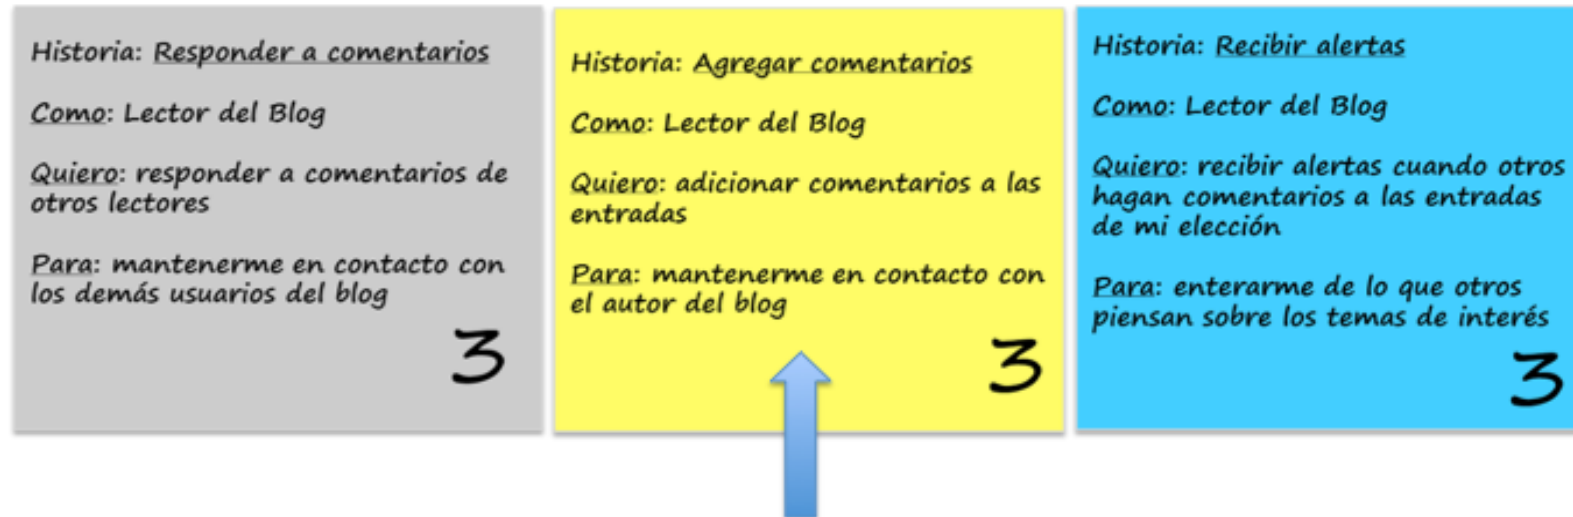 Historia: Responder a comentarios
Como: Lector del Blog
Quiero: responder a comentarios de
otros lectores
Para: mantenerme en contacto con
los demás usuarios del blog
3
Historia: Agregar comentarios
Como: Lector del Blog
Quiero: adicionar comentarios a las
entradas
Para: mantenerme en contacto con
el autor del blog
3
Historia: Recibir alertas
Como: Lector del Blog
Quiero: recibir alertas cuando otros
hagan comentarios a las entradas
de mi elección
Para: enterarme de lo que otros
piensan sobre los temas de interés
3